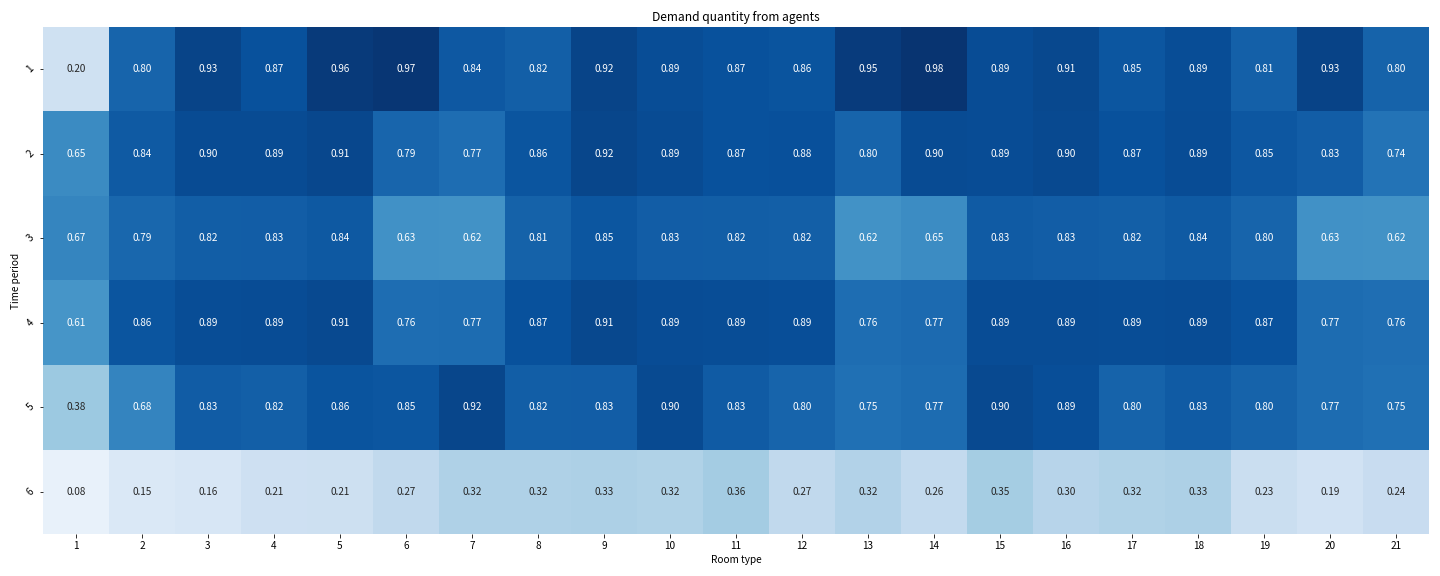 Demand quantity from agents
Time period
1 0.20 0.80 0.93 0.87 0.96 0.97 0.84 0.82 0.92 0.89 0.87 0.86 0.95 0.98 0.89 0.91 0.85 0.89 0.81 0.93 0.80
2 0.65 0.84 0.90 0.89 0.91 0.79 0.77 0.86 0.92 0.89 0.87 0.88 0.80 0.90 0.89 0.90 0.87 0.89 0.85 0.83 0.74
3 0.67 0.79 0.82 0.83 0.84 0.63 0.62 0.81 0.85 0.83 0.82 0.82 0.62 0.65 0.83 0.83 0.82 0.84 0.80 0.63 0.62
4 0.61 0.86 0.89 0.89 0.91 0.76 0.77 0.87 0.91 0.89 0.89 0.89 0.76 0.77 0.89 0.89 0.89 0.89 0.87 0.77 0.76
5 0.38 0.68 0.83 0.82 0.86 0.85 0.92 0.82 0.83 0.90 0.83 0.80 0.75 0.77 0.90 0.89 0.80 0.83 0.80 0.77 0.75
6 0.08 0.15 0.16 0.21 0.21 0.27 0.32 0.32 0.33 0.32 0.36 0.27 0.32 0.26 0.35 0.30 0.32 0.33 0.23 0.19 0.24
1 2 3 4 5 6 7 8 9 10 11 12 13 14 15 16 17 18 19 20 21
Room type